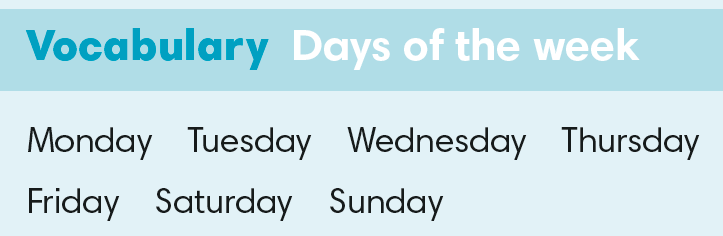 Vocabulary Days of the week
Monday Tuesday Wednesday Thursday
Friday Saturday Sunday